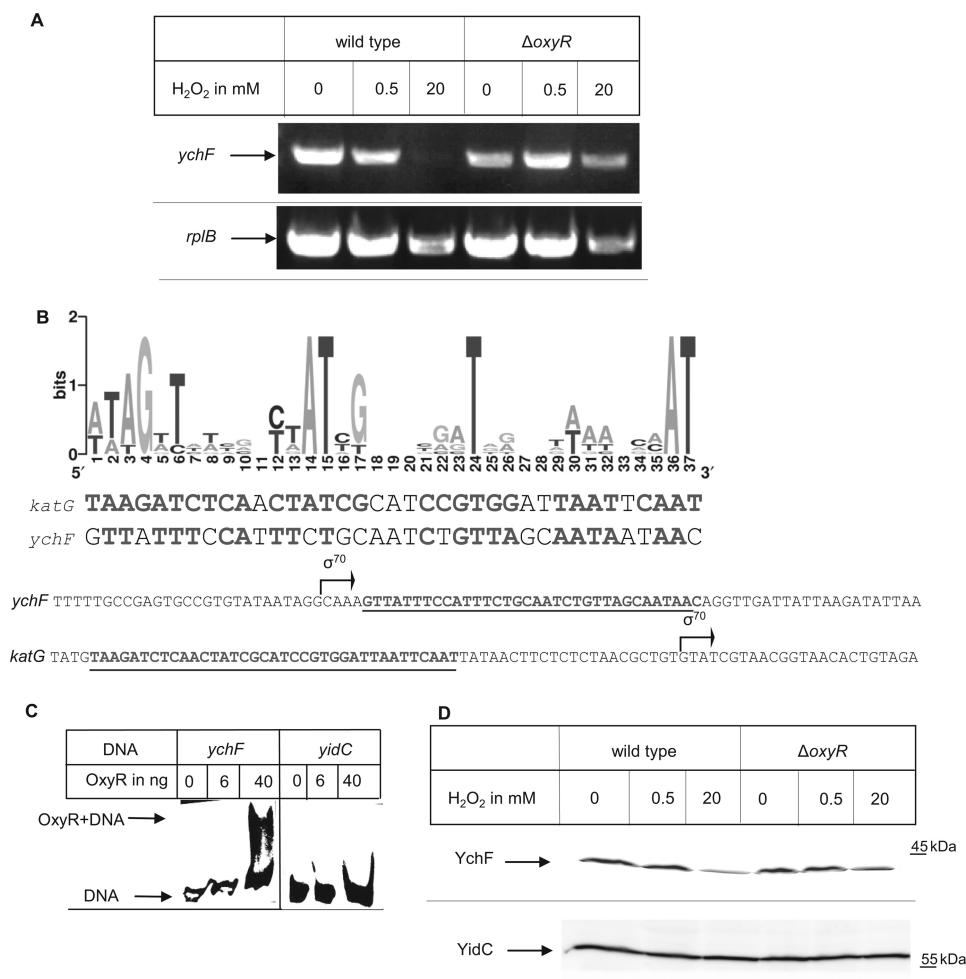 A
wild type ΔoxyR
H₂O₂ in mM 0 0.5 20 0 0.5 20
ychF
rplB
B
2
bits
1
0
1 2 3 4 5 6 7 8 9 10 11 12 13 14 15 16 17 18 19 20 21 22 23 24 25 26 27 28 29 30 31 32 33 34 35 36 37
5′ 3′
katG TAAGATCTCAACTATCGCATCCGTGGATTAATTCAAT
ychF GTTATTTCCATTTCTGCAATCTGTTAGCAATAATAAC
σ⁷⁰
ychF TTTTTGCCGAGTGCCGTGTATAATAGGCAAAGTTATTTCCATTTCTGCAATCTGTTAGCAATAACAGGTTGATTATTAAGATATTAA
σ⁷⁰
katG TATGTAAGATCTCAACTATCGCATCCGTGGATTAATTCAATTATAACTTCTCTCTAACGCTGTGTATCGTAACGGTAACACTGTAGA
C
DNA ychF yidC
OxyR in ng 0 6 40 0 6 40
OxyR+DNA
DNA
D
wild type ΔoxyR
H₂O₂ in mM 0 0.5 20 0 0.5 20
YchF 45 kDa
YidC 55 kDa